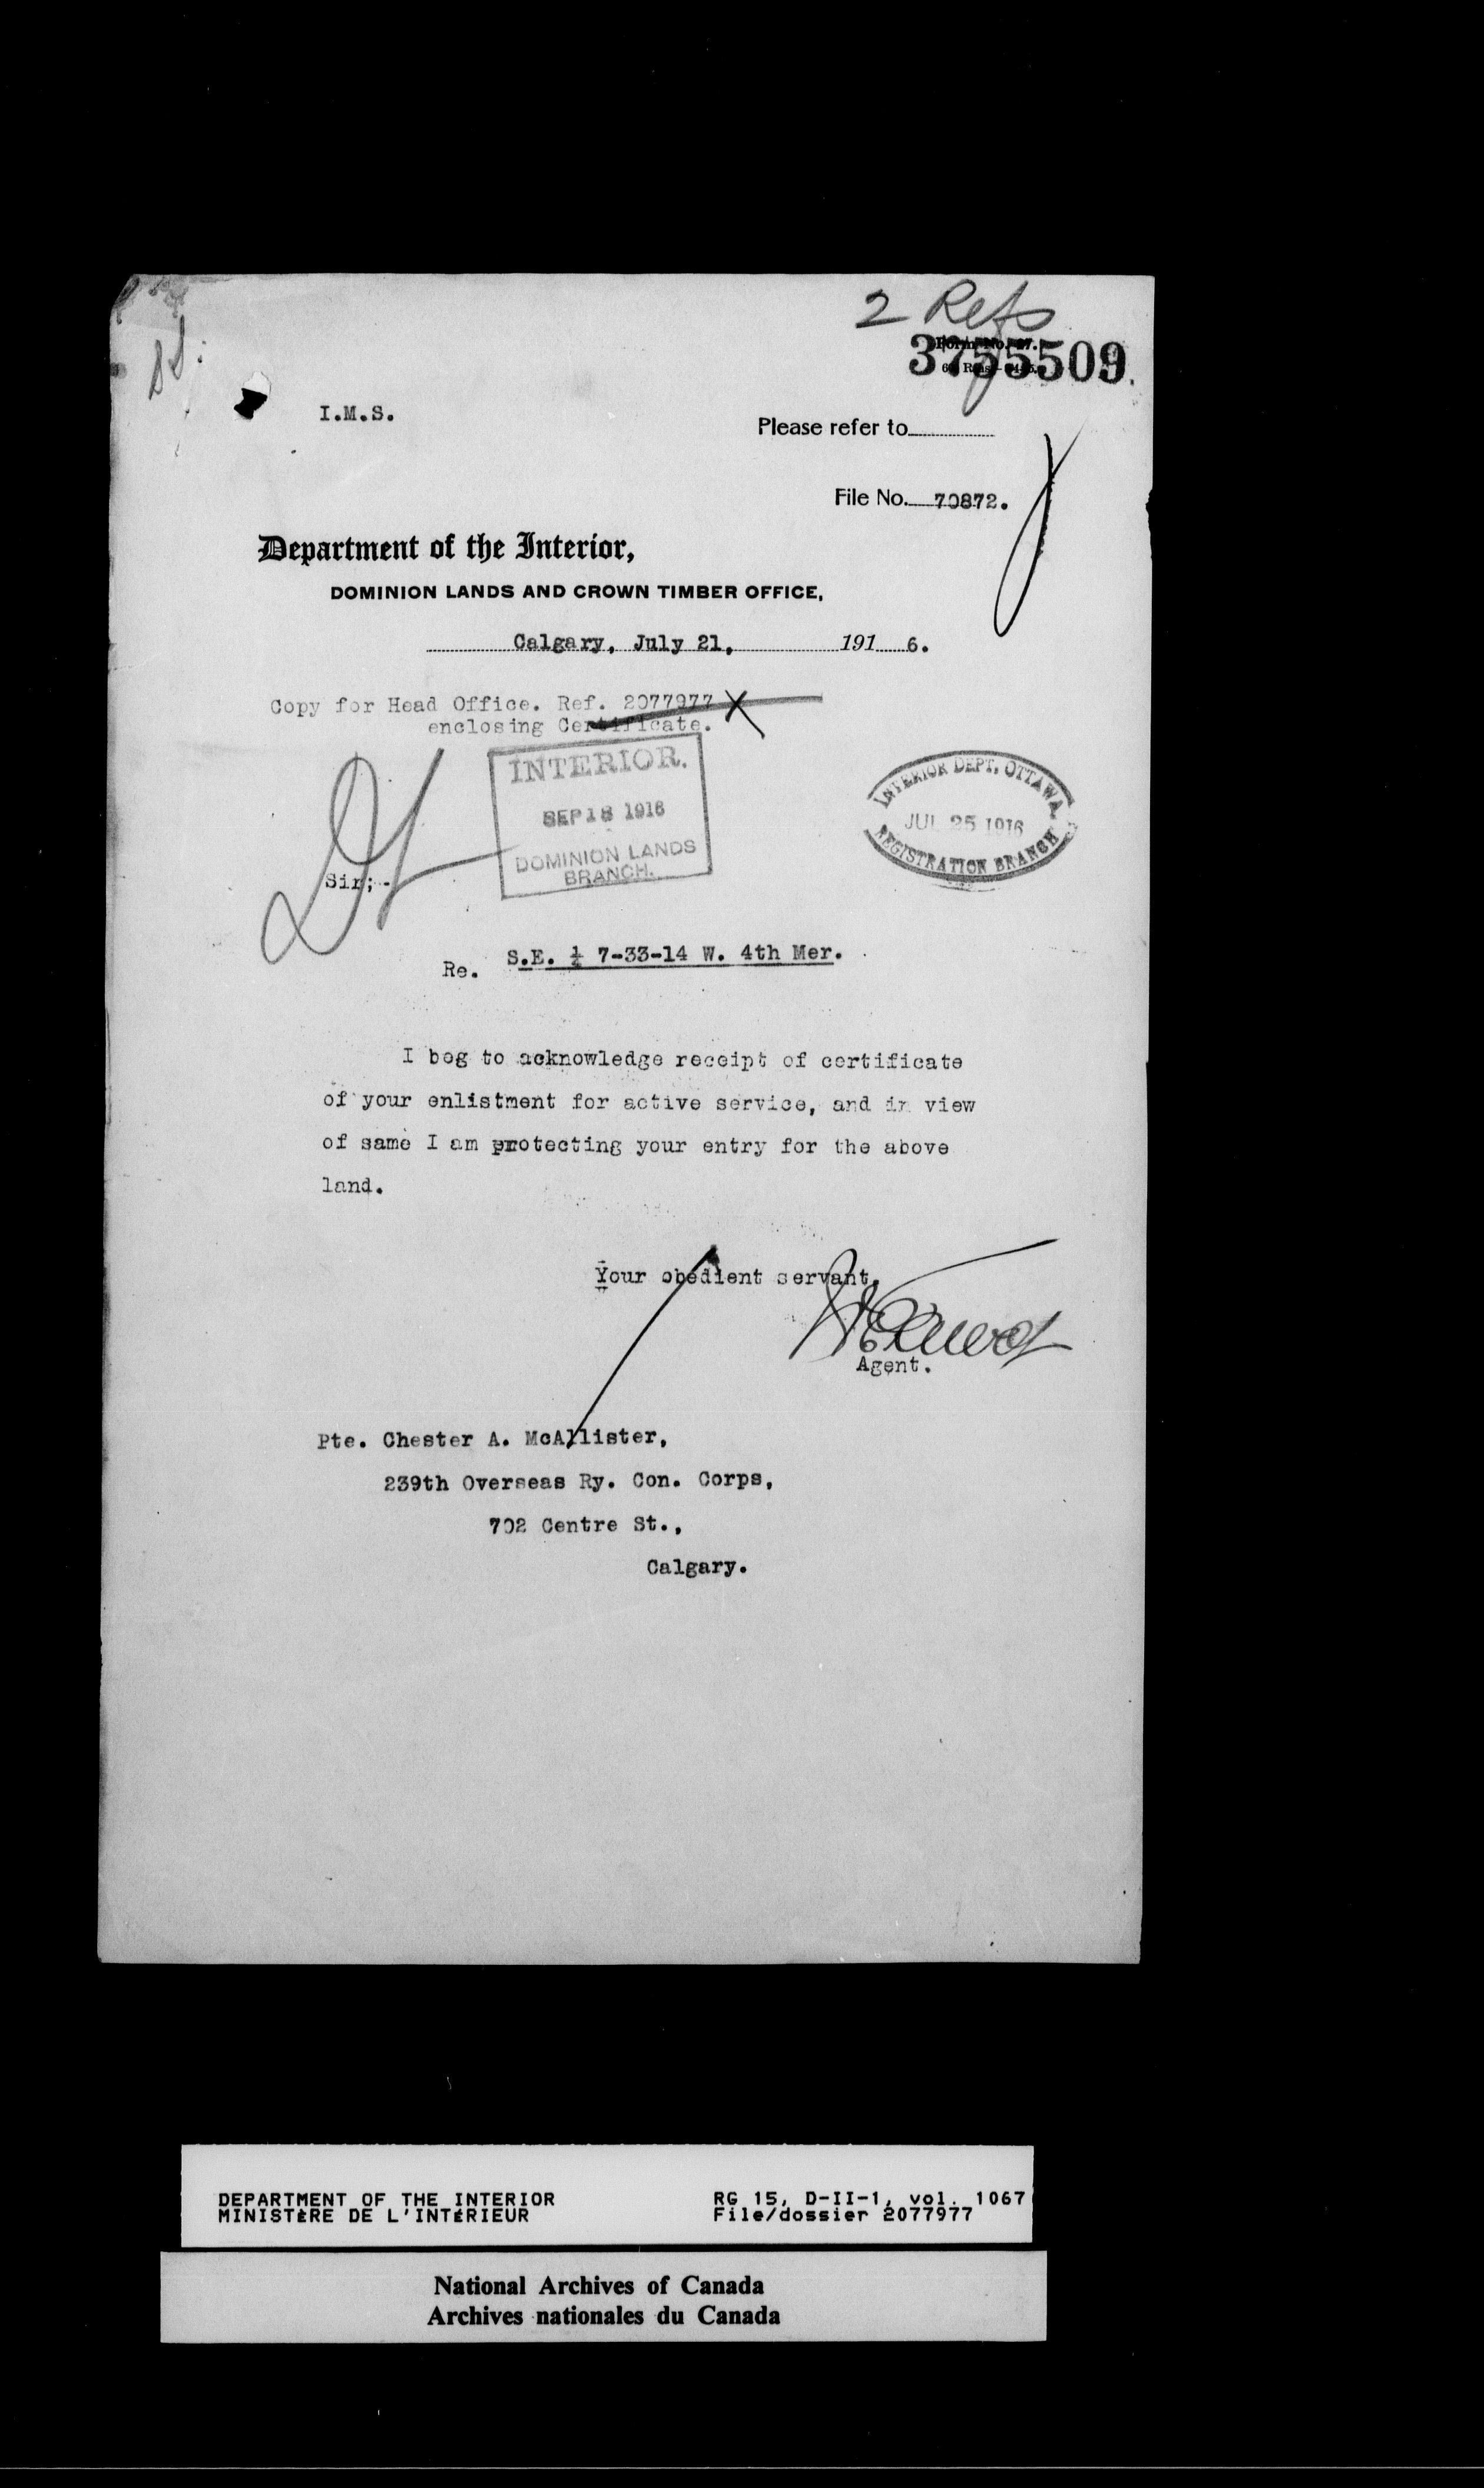 2 Refs
3755509
I.M.S.
Please refer to
File No. 70872.
Department of the Interior,
DOMINION LANDS AND CROWN TIMBER OFFICE,
Calgary, July 21, 191 6.
Copy for Head Office. Ref. 2077977 X
enclosing Certificate.
INTERIOR.
SEP 18 1916
DOMINION LANDS
BRANCH.
INTERIOR DEPT, OTTAWA
JUL 25 1916
REGISTRATION BRANCH
Sir;-
Re. S.E. ¼ 7-33-14 W. 4th Mer.
I beg to acknowledge receipt of certificate
of your enlistment for active service, and in view
of same I am protecting your entry for the above
land.
Your obedient servant,
Agent.
Pte. Chester A. McAllister,
239th Overseas Ry. Con. Corps,
702 Centre St.,
Calgary.
DEPARTMENT OF THE INTERIOR
MINISTÈRE DE L'INTÉRIEUR
RG 15, D-II-1, vol. 1067
File/dossier 2077977
National Archives of Canada
Archives nationales du Canada